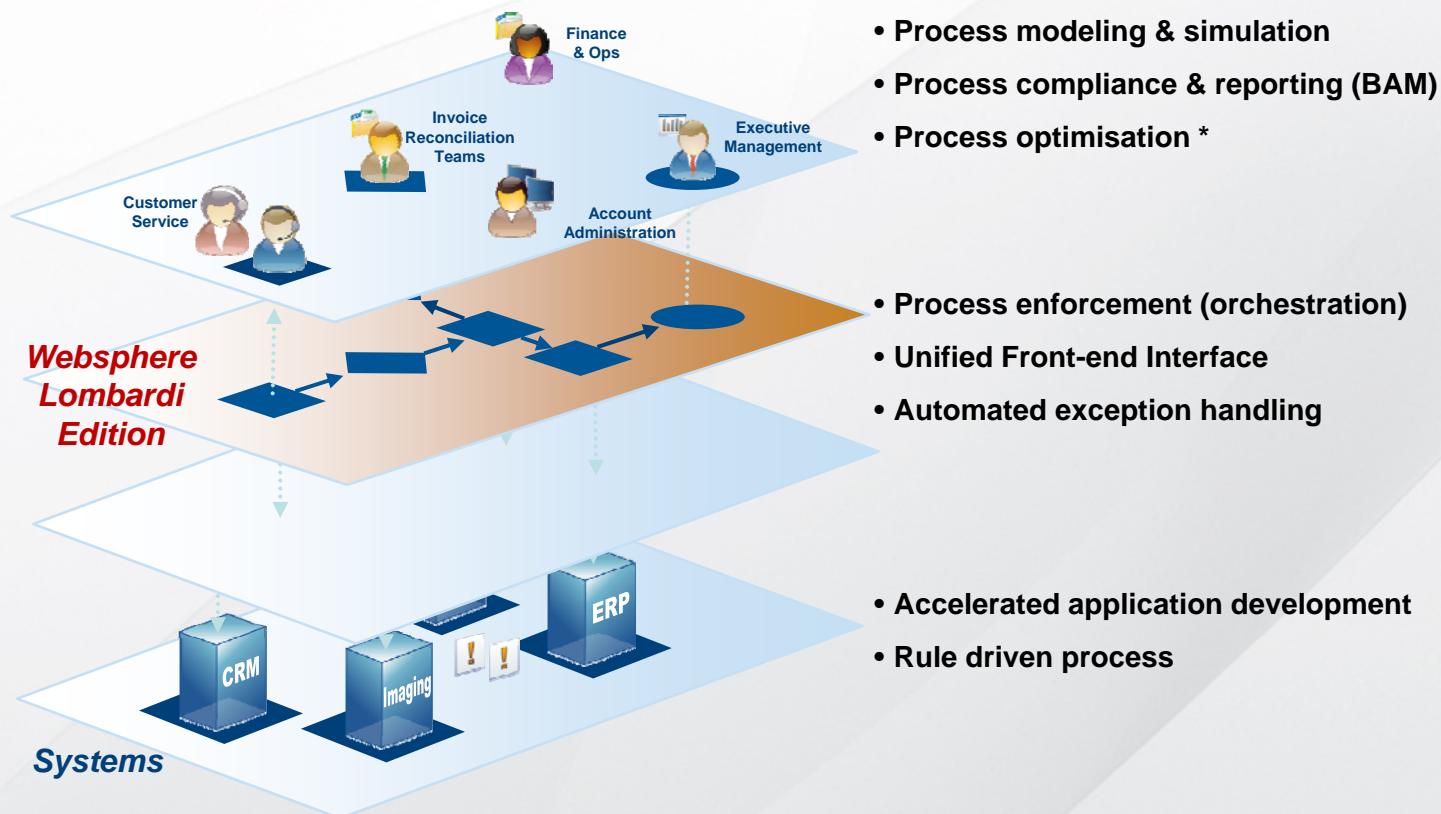 Finance
& Ops
Invoice
Reconciliation
Teams
Executive
Management
Customer
Service
Account
Administration
• Process modeling & simulation
• Process compliance & reporting (BAM)
• Process optimisation *
Websphere
Lombardi
Edition
• Process enforcement (orchestration)
• Unified Front-end Interface
• Automated exception handling
CRM
Imaging
ERP
!
!
• Accelerated application development
• Rule driven process
Systems